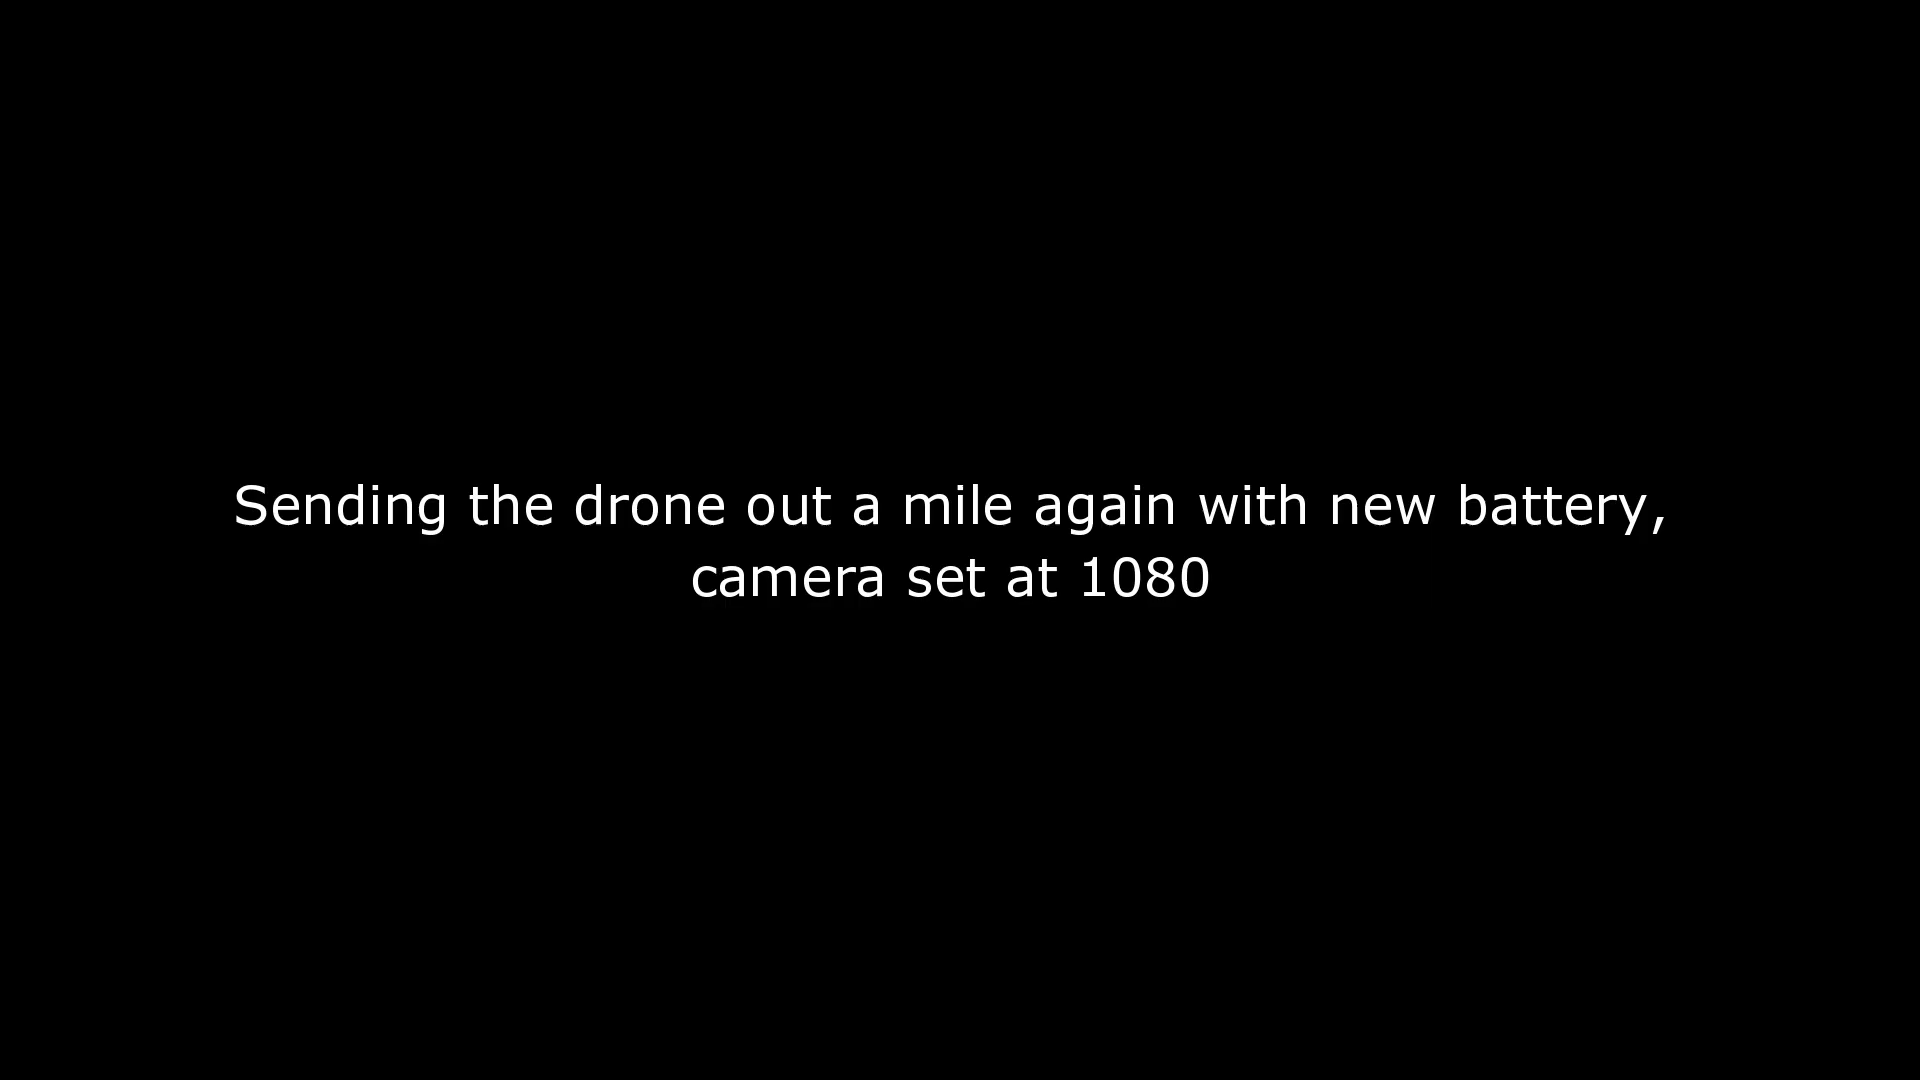 Sending the drone out a mile again with new battery,
camera set at 1080